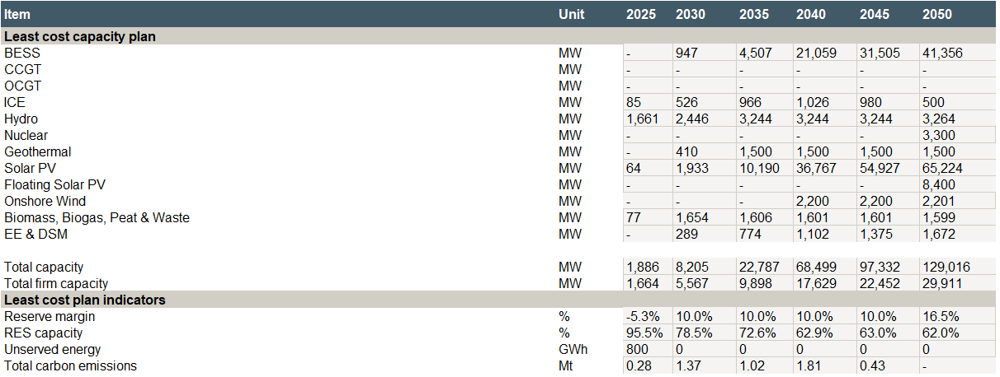 Item Unit 2025 2030 2035 2040 2045 2050
Least cost capacity plan
BESS MW - 947 4,507 21,059 31,505 41,356
CCGT MW - - - - - -
OCGT MW - - - - - -
ICE MW 85 526 966 1,026 980 500
Hydro MW 1,661 2,446 3,244 3,244 3,244 3,264
Nuclear MW - - - - - 3,300
Geothermal MW - 410 1,500 1,500 1,500 1,500
Solar PV MW 64 1,933 10,190 36,767 54,927 65,224
Floating Solar PV MW - - - - - 8,400
Onshore Wind MW - - - 2,200 2,200 2,201
Biomass, Biogas, Peat & Waste MW 77 1,654 1,606 1,601 1,601 1,599
EE & DSM MW - 289 774 1,102 1,375 1,672
Total capacity MW 1,886 8,205 22,787 68,499 97,332 129,016
Total firm capacity MW 1,664 5,567 9,898 17,629 22,452 29,911
Least cost plan indicators
Reserve margin % -5.3% 10.0% 10.0% 10.0% 10.0% 16.5%
RES capacity % 95.5% 78.5% 72.6% 62.9% 63.0% 62.0%
Unserved energy GWh 800 0 0 0 0 0
Total carbon emissions Mt 0.28 1.37 1.02 1.81 0.43 -